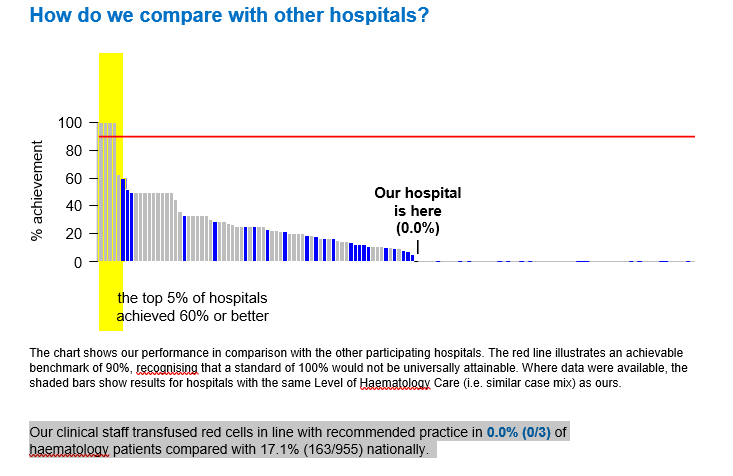 How do we compare with other hospitals?
100
80
60
40
20
0
% achievement
Our hospital
is here
(0.0%)
the top 5% of hospitals
achieved 60% or better
The chart shows our performance in comparison with the other participating hospitals. The red line illustrates an achievable
benchmark of 90%, recognising that a standard of 100% would not be universally attainable. Where data were available, the
shaded bars show results for hospitals with the same Level of Haematology Care (i.e. similar case mix) as ours.
Our clinical staff transfused red cells in line with recommended practice in 0.0% (0/3) of
haematology patients compared with 17.1% (163/955) nationally.